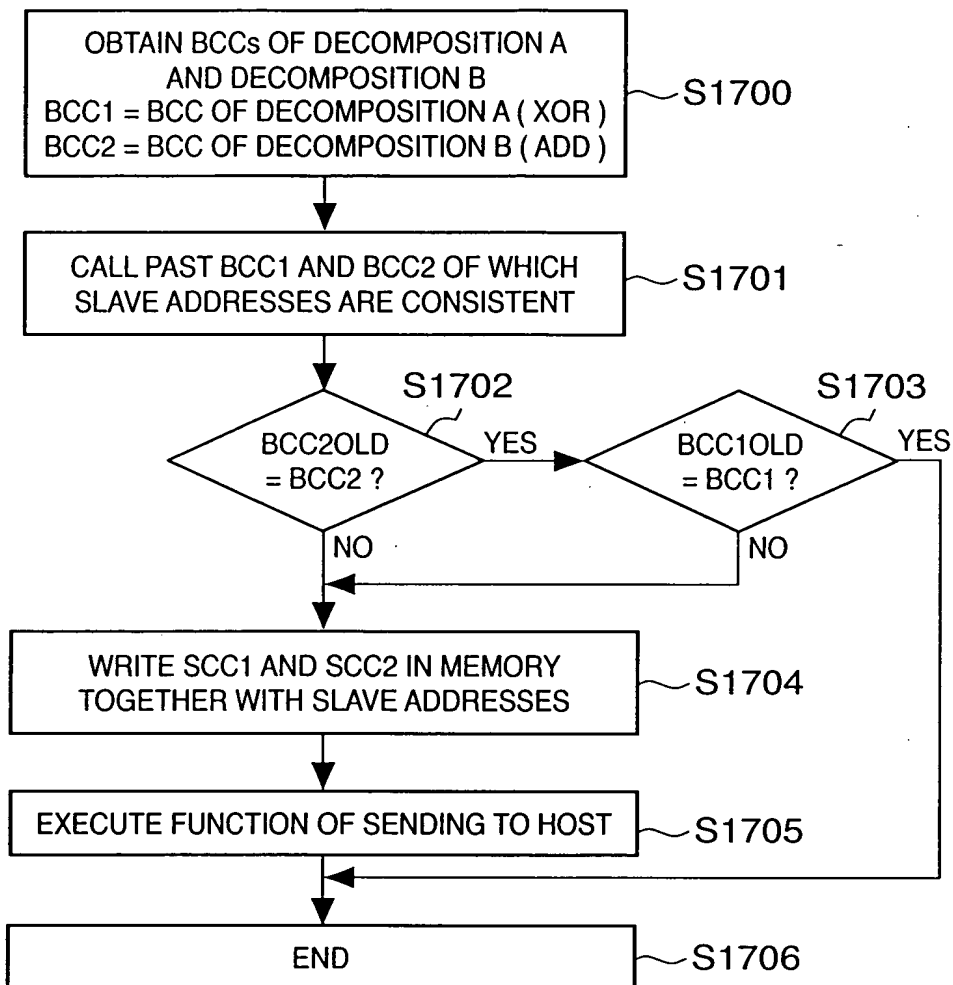 OBTAIN BCCs OF DECOMPOSITION A
AND DECOMPOSITION B
BCC1 = BCC OF DECOMPOSITION A ( XOR )
BCC2 = BCC OF DECOMPOSITION B ( ADD )
S1700
CALL PAST BCC1 AND BCC2 OF WHICH
SLAVE ADDRESSES ARE CONSISTENT
S1701
S1702
BCC2OLD
= BCC2 ?
YES
NO
S1703
BCC1OLD
= BCC1 ?
YES
NO
WRITE SCC1 AND SCC2 IN MEMORY
TOGETHER WITH SLAVE ADDRESSES
S1704
EXECUTE FUNCTION OF SENDING TO HOST
S1705
END
S1706